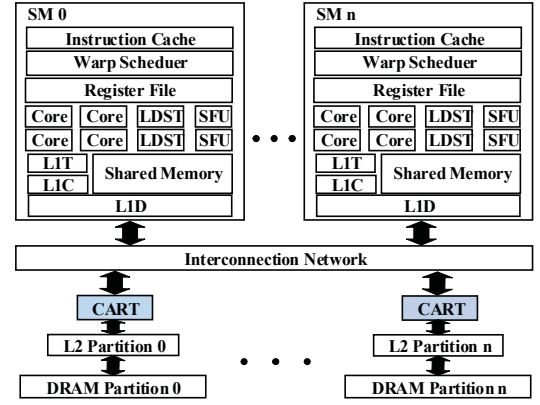 SM 0
Instruction Cache
Warp Scheduer
Register File
Core Core LDST SFU
Core Core LDST SFU
L1T
L1C
Shared Memory
L1D
SM n
Instruction Cache
Warp Scheduer
Register File
Core Core LDST SFU
Core Core LDST SFU
L1T
L1C
Shared Memory
L1D
Interconnection Network
CART
CART
L2 Partition 0
L2 Partition n
DRAM Partition 0
DRAM Partition n